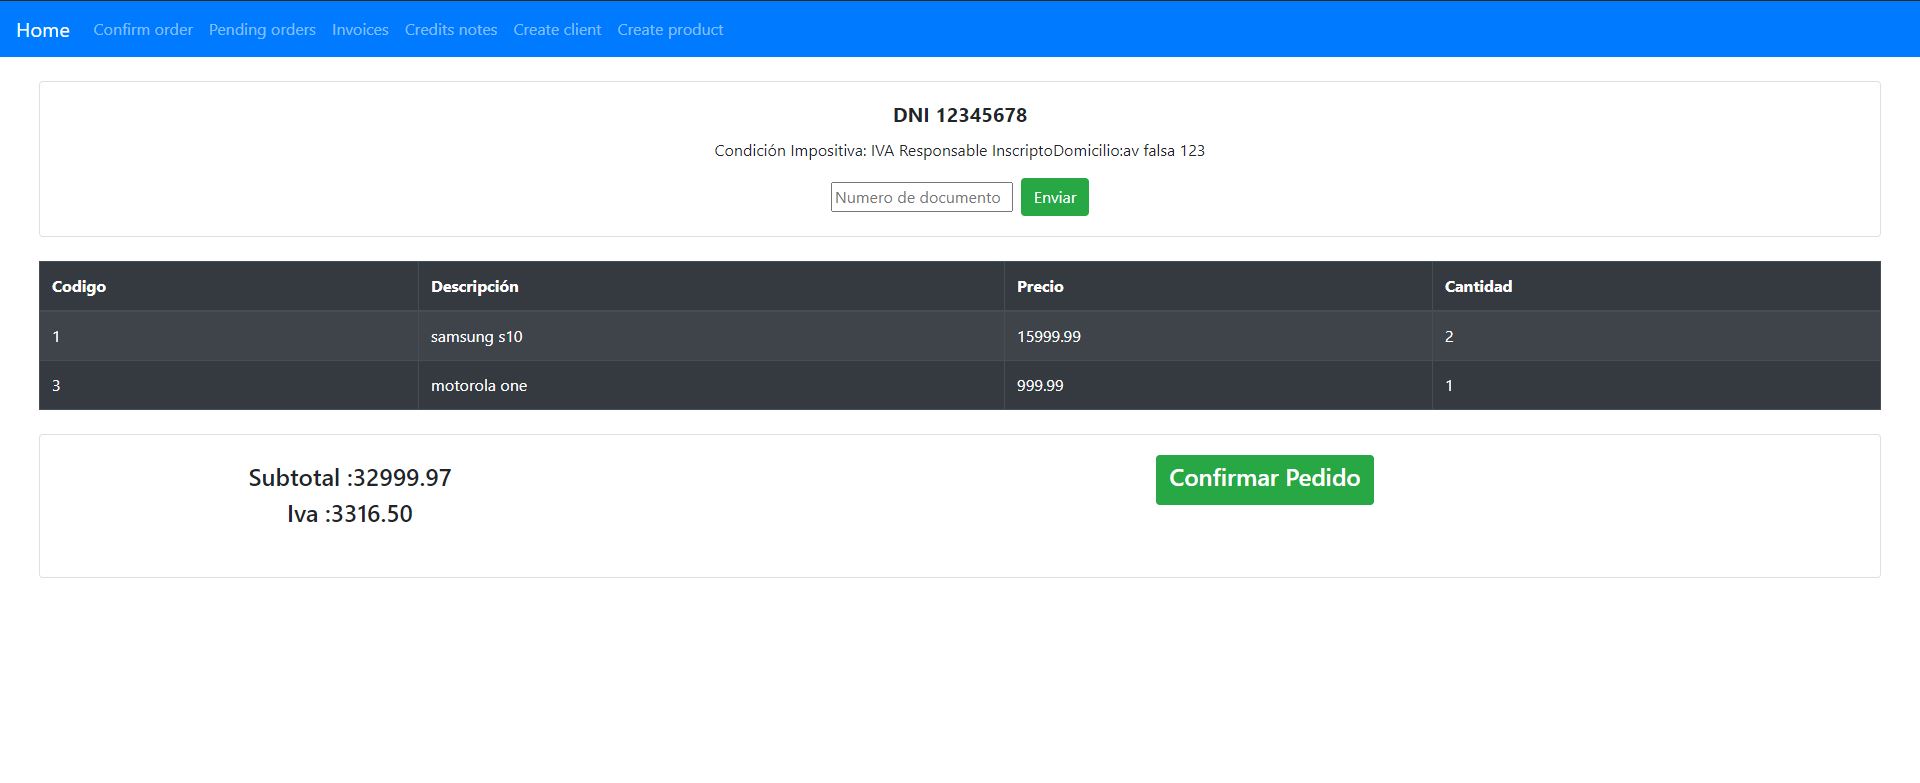 Home Confirm order Pending orders Invoices Credits notes Create client Create product
DNI 12345678
Condición Impositiva: IVA Responsable InscriptoDomicilio:av falsa 123
Numero de documento Enviar
Codigo Descripción Precio Cantidad
1 samsung s10 15999.99 2
3 motorola one 999.99 1
Subtotal :32999.97 Confirmar Pedido
Iva :3316.50